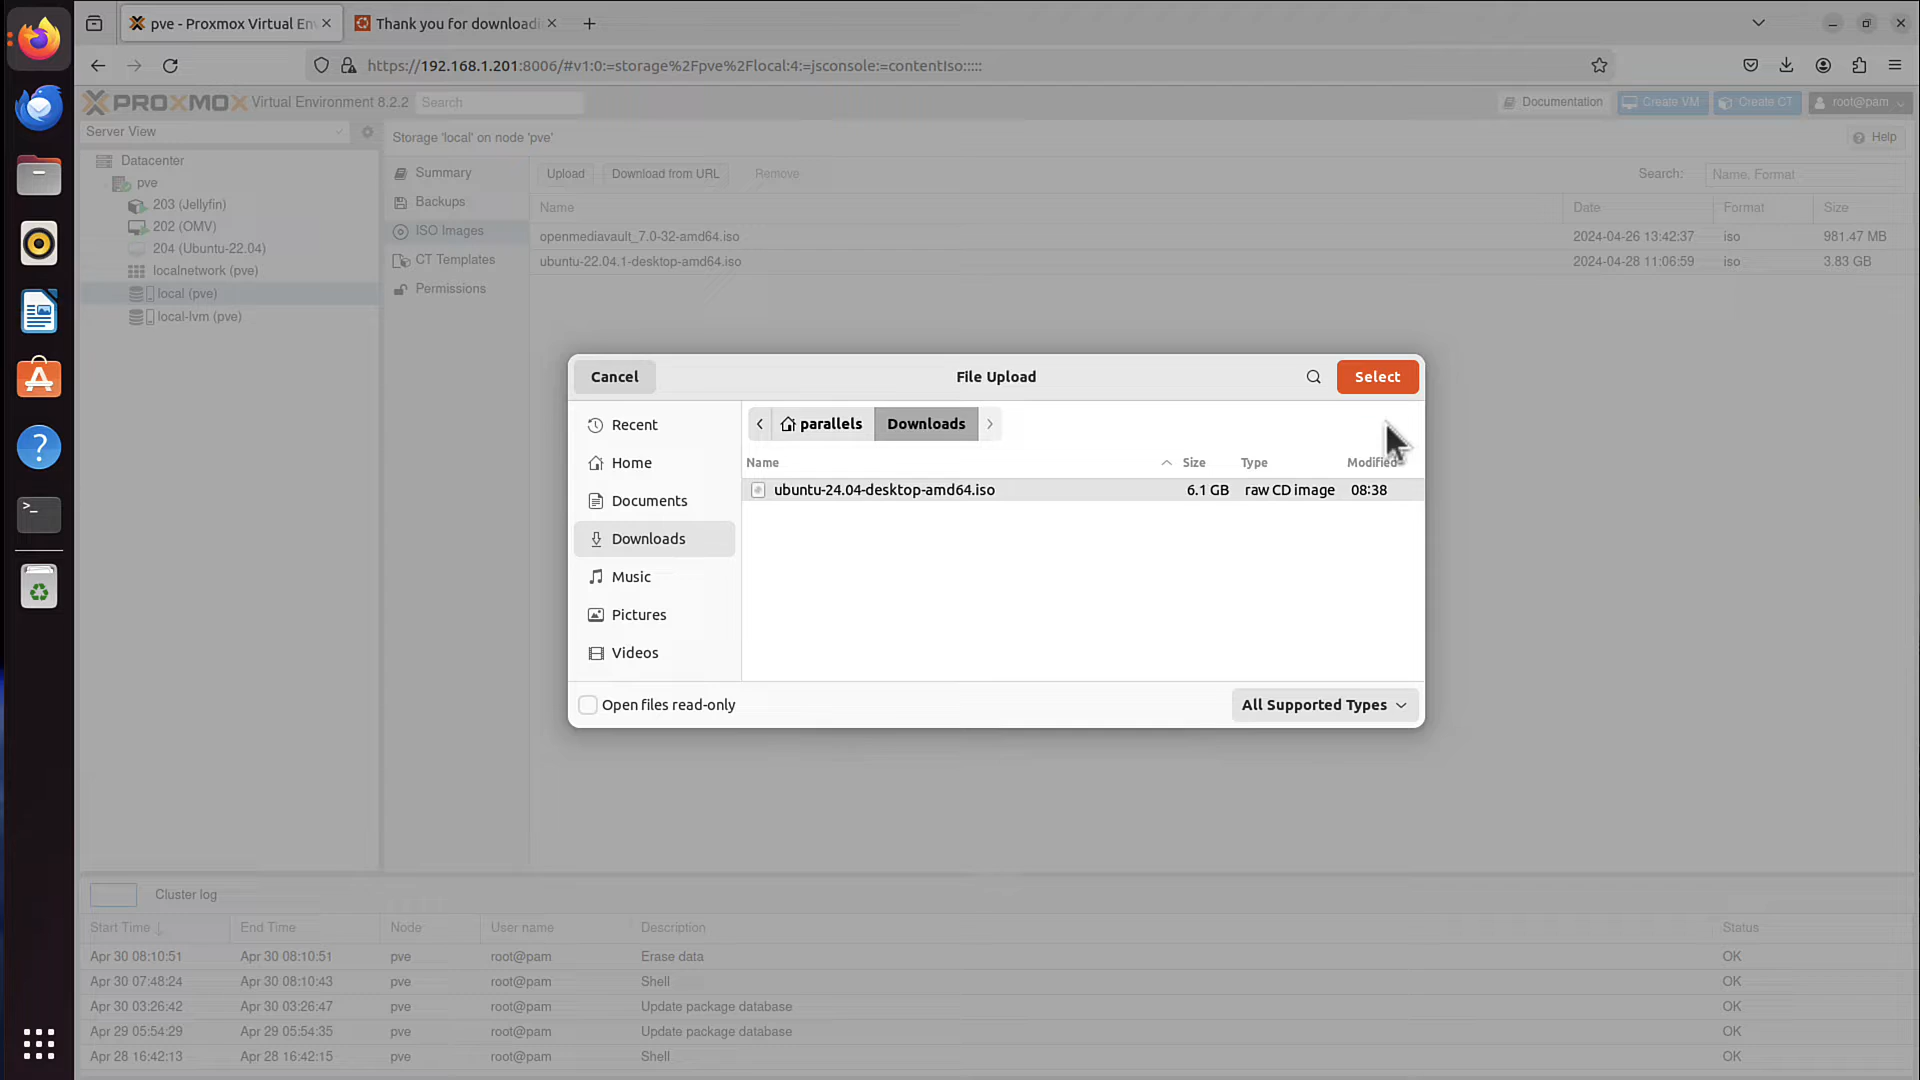 pve - Proxmox Virtual En
Thank you for downloadi
https://192.168.1.201:8006/#v1:0:=storage%2Fpve%2Flocal:4:=jsconsole:=contentIso:::::
PROXMOX Virtual Environment 8.2.2 Search
Documentation Create VM Create CT root@pam
Server View
Storage 'local' on node 'pve' Help
Datacenter
pve
203 (Jellyfin)
202 (OMV)
204 (Ubuntu-22.04)
localnetwork (pve)
local (pve)
local-lvm (pve)
Summary
Backups
ISO Images
CT Templates
Permissions
Upload Download from URL Remove Search: Name, Format
Name Date Format Size
openmediavault_7.0-32-amd64.iso 2024-04-26 13:42:37 iso 981.47 MB
ubuntu-22.04.1-desktop-amd64.iso 2024-04-28 11:06:59 iso 3.83 GB
Cancel File Upload Select
Recent
Home
Documents
Downloads
Music
Pictures
Videos
parallels Downloads
Name Size Type Modified
ubuntu-24.04-desktop-amd64.iso 6.1 GB raw CD image 08:38
Open files read-only All Supported Types
Cluster log
Start Time End Time Node User name Description Status
Apr 30 08:10:51 Apr 30 08:10:51 pve root@pam Erase data OK
Apr 30 07:48:24 Apr 30 08:10:43 pve root@pam Shell OK
Apr 30 03:26:42 Apr 30 03:26:47 pve root@pam Update package database OK
Apr 29 05:54:29 Apr 29 05:54:35 pve root@pam Update package database OK
Apr 28 16:42:13 Apr 28 16:42:15 pve root@pam Shell OK